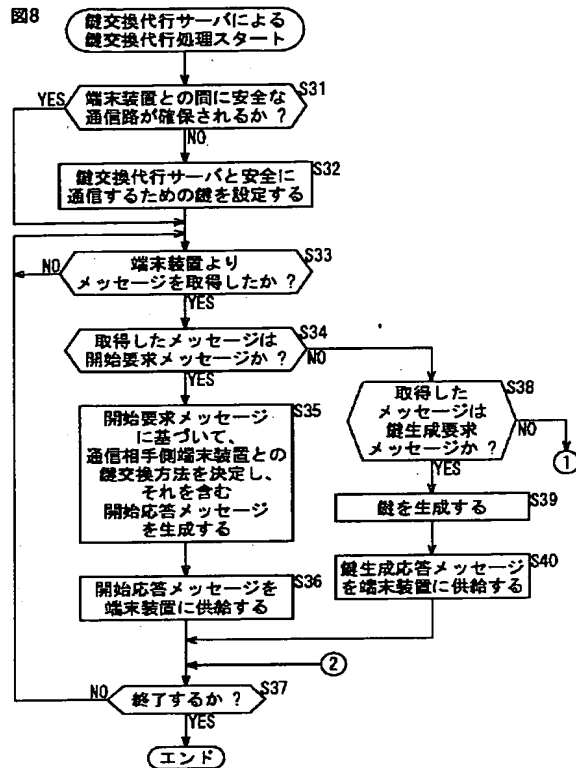 図8
鍵交換代行サーバによる
鍵交換代行処理スタート
S31
YES
端末装置との間に安全な
通信路が確保されるか ?
NO
S32
鍵交換代行サーバと安全に
通信するための鍵を設定する
S33
端末装置より
メッセージを取得したか ?
NO
YES
S34
取得したメッセージは
開始要求メッセージか ?
NO
YES
S35
開始要求メッセージ
に基づいて、
通信相手側端末装置との
鍵交換方法を決定し、
それを含む
開始応答メッセージ
を生成する
S38
取得した
メッセージは
鍵生成要求
メッセージか ?
NO
1
YES
S39
鍵を生成する
S36
開始応答メッセージを
端末装置に供給する
S40
鍵生成応答メッセージ
を端末装置に供給する
2
S37
NO
終了するか ?
YES
エンド